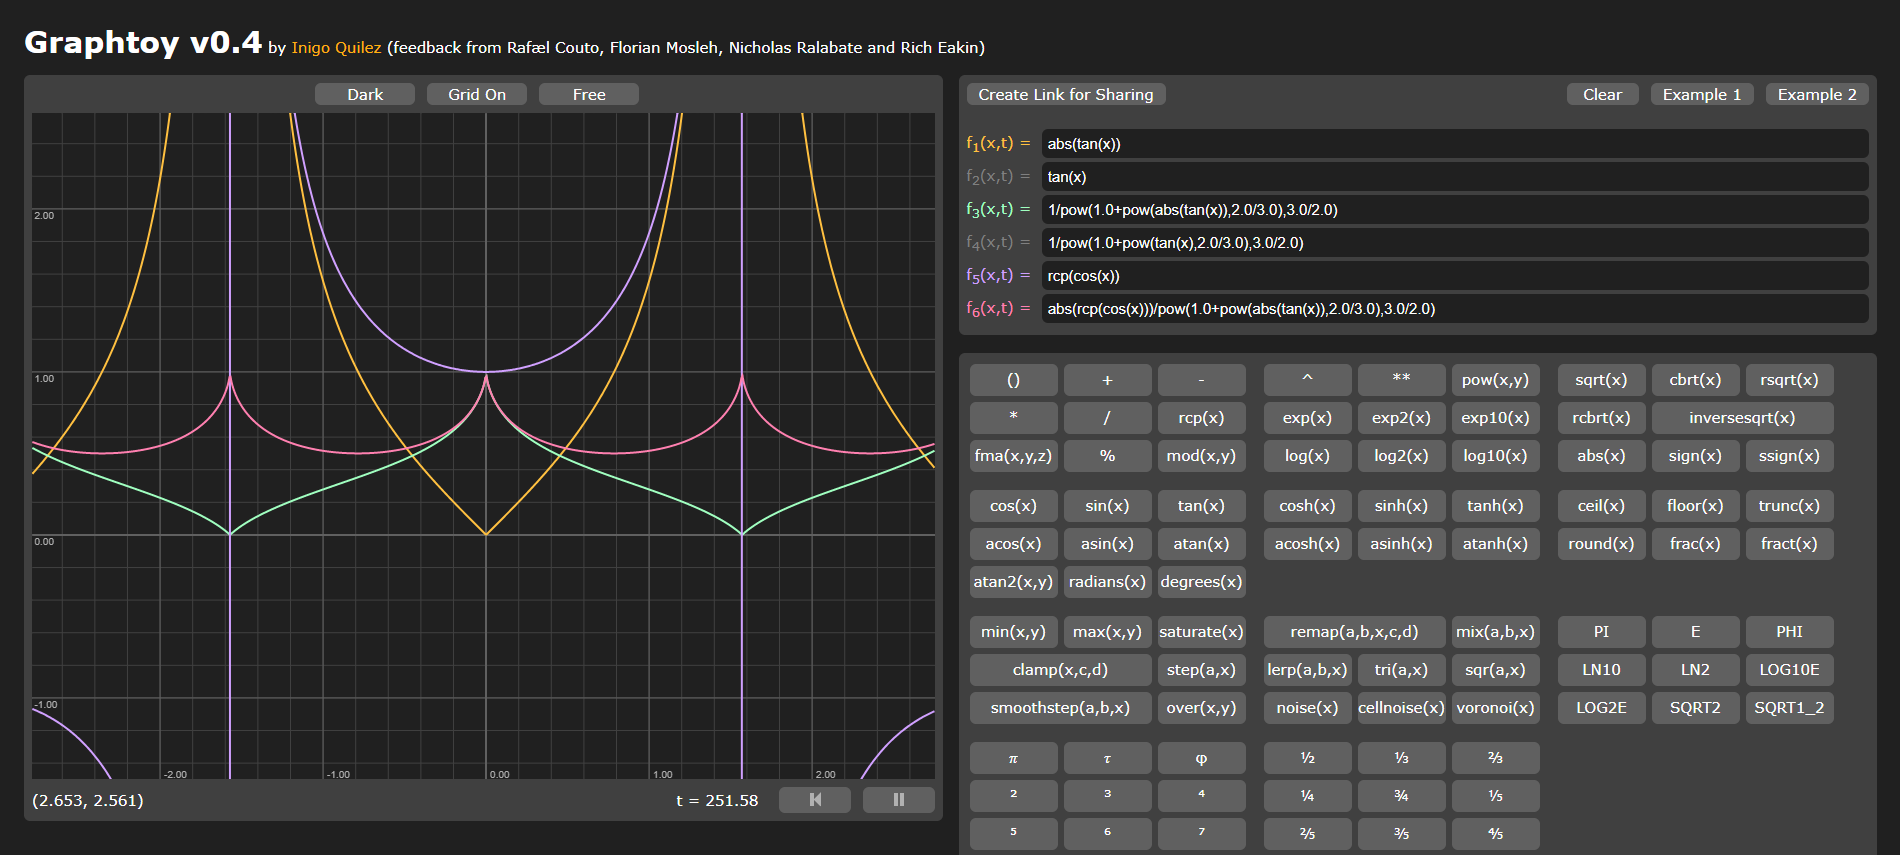 Graphtoy v0.4 by Inigo Quilez (feedback from Rafæl Couto, Florian Mosleh, Nicholas Ralabate and Rich Eakin)
Dark Grid On Free
2.00
1.00
0.00
-1.00
-2.00 -1.00 0.00 1.00 2.00
(2.653, 2.561) t = 251.58
Create Link for Sharing Clear Example 1 Example 2
f₁(x,t) = abs(tan(x))
f₂(x,t) = tan(x)
f₃(x,t) = 1/pow(1.0+pow(abs(tan(x)),2.0/3.0),3.0/2.0)
f₄(x,t) = 1/pow(1.0+pow(tan(x),2.0/3.0),3.0/2.0)
f₅(x,t) = rcp(cos(x))
f₆(x,t) = abs(rcp(cos(x)))/pow(1.0+pow(abs(tan(x)),2.0/3.0),3.0/2.0)
() + - ^ ** pow(x,y) sqrt(x) cbrt(x) rsqrt(x)
* / rcp(x) exp(x) exp2(x) exp10(x) rcbrt(x) inversesqrt(x)
fma(x,y,z) % mod(x,y) log(x) log2(x) log10(x) abs(x) sign(x) ssign(x)
cos(x) sin(x) tan(x) cosh(x) sinh(x) tanh(x) ceil(x) floor(x) trunc(x)
acos(x) asin(x) atan(x) acosh(x) asinh(x) atanh(x) round(x) frac(x) fract(x)
atan2(x,y) radians(x) degrees(x)
min(x,y) max(x,y) saturate(x) remap(a,b,x,c,d) mix(a,b,x) PI E PHI
clamp(x,c,d) step(a,x) lerp(a,b,x) tri(a,x) sqr(a,x) LN10 LN2 LOG10E
smoothstep(a,b,x) over(x,y) noise(x) cellnoise(x) voronoi(x) LOG2E SQRT2 SQRT1_2
π τ φ ½ ⅓ ⅔
² ³ ⁴ ¼ ¾ ⅕
⁵ ⁶ ⁷ ⅖ ⅗ ⅘